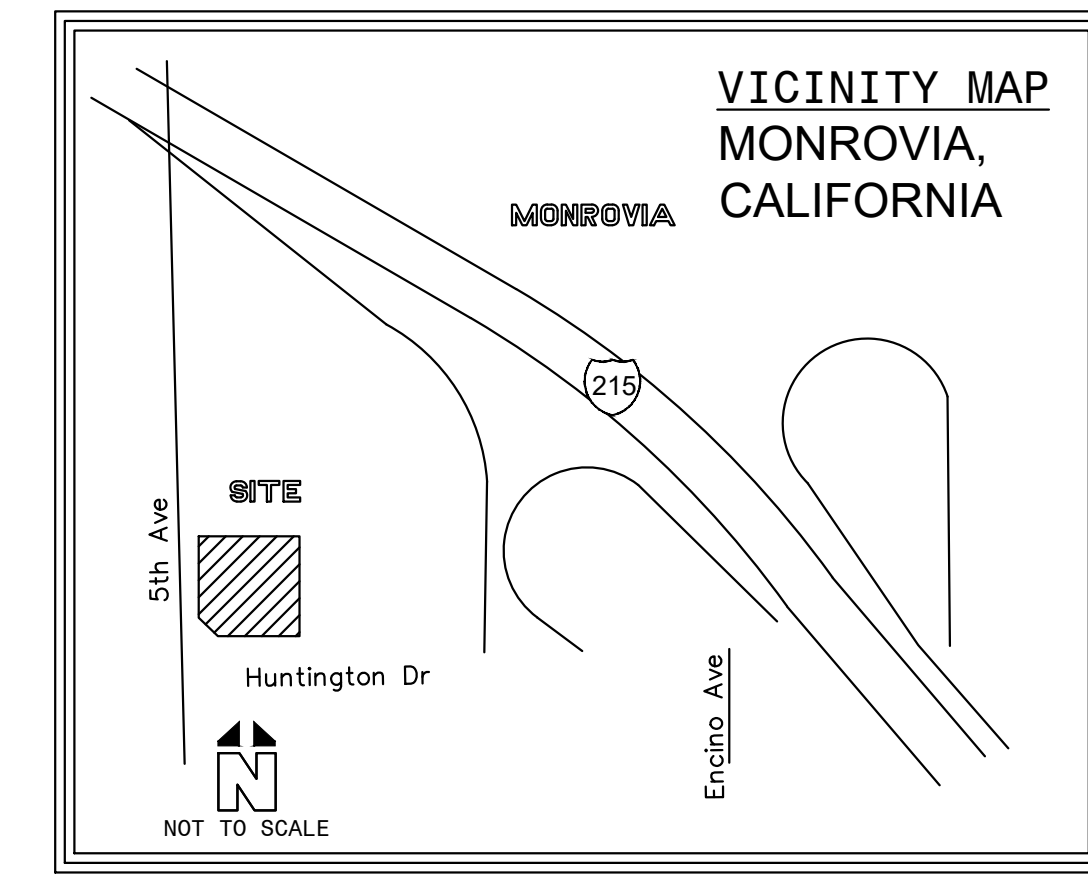 VICINITY MAP
MONROVIA,
CALIFORNIA
MONROVIA
215
SITE
5th Ave
Huntington Dr
Encino Ave
N
NOT TO SCALE